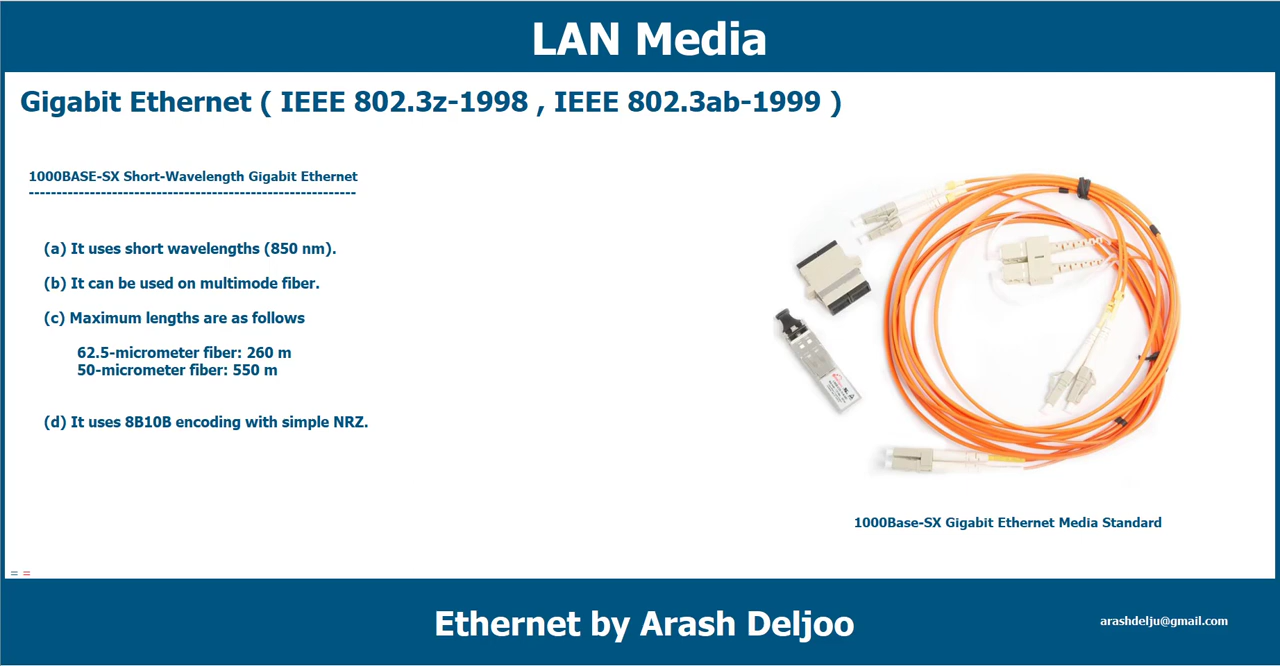 LAN Media
Gigabit Ethernet ( IEEE 802.3z-1998 , IEEE 802.3ab-1999 )
1000BASE-SX Short-Wavelength Gigabit Ethernet
-----------------------------------------------------------
(a) It uses short wavelengths (850 nm).
(b) It can be used on multimode fiber.
(c) Maximum lengths are as follows
62.5-micrometer fiber: 260 m
50-micrometer fiber: 550 m
(d) It uses 8B10B encoding with simple NRZ.
1000Base-SX Gigabit Ethernet Media Standard
= =
Ethernet by Arash Deljoo
arashdelju@gmail.com